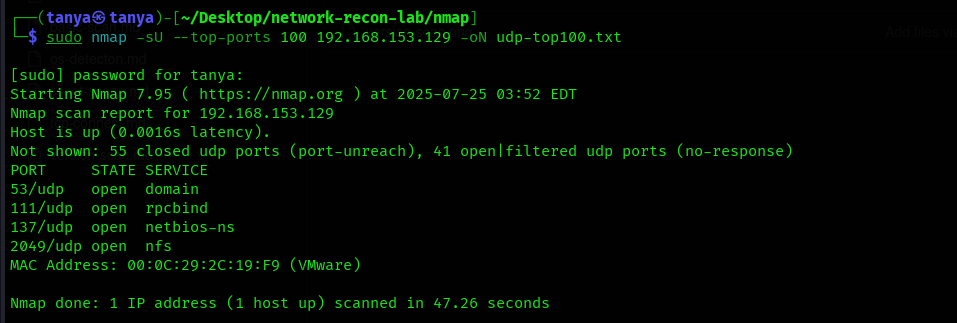 ┌──(tanya㉿tanya)-[~/Desktop/network-recon-lab/nmap]
└─$ sudo nmap -sU --top-ports 100 192.168.153.129 -oN udp-top100.txt
os-detection.md
[sudo] password for tanya:
Starting Nmap 7.95 ( https://nmap.org ) at 2025-07-25 03:52 EDT
Nmap scan report for 192.168.153.129
Host is up (0.0016s latency).
Not shown: 55 closed udp ports (port-unreach), 41 open|filtered udp ports (no-response)
PORT     STATE SERVICE
53/udp   open  domain
111/udp  open  rpcbind
137/udp  open  netbios-ns
2049/udp open  nfs
MAC Address: 00:0C:29:2C:19:F9 (VMware)
Nmap done: 1 IP address (1 host up) scanned in 47.26 seconds